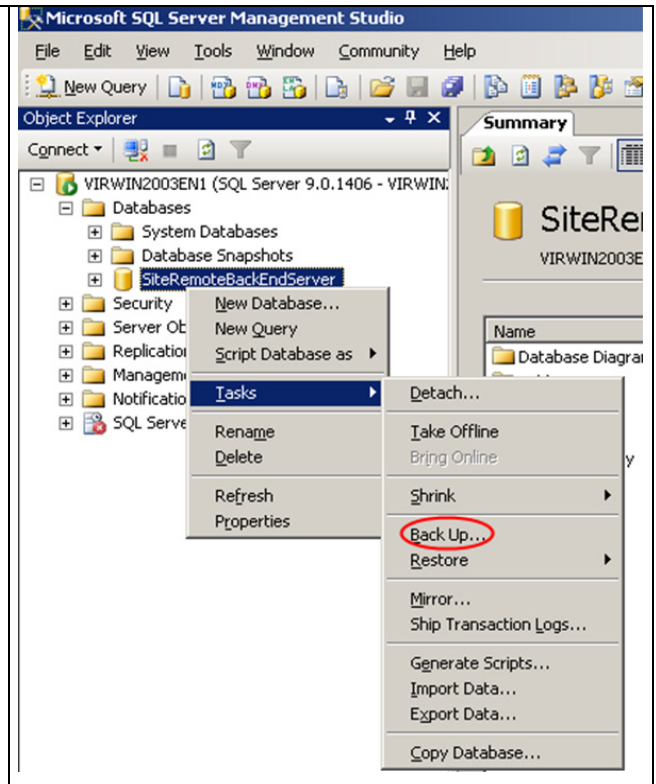 Microsoft SQL Server Management Studio
File Edit View Tools Window Community Help
New Query
Object Explorer
Summary
Connect
VIRWIN2003EN1 (SQL Server 9.0.1406 - VIRWIN
Databases
System Databases
Database Snapshots
SiteRemoteBackEndServer
Security
Server Ob
Replication
Managem
Notificatio
SQL Serve
New Database...
New Query
Script Database as
Tasks
Rename
Delete
Refresh
Properties
SiteRe
VIRWIN2003E
Name
Database Diagra
y
Detach...
Take Offline
Bring Online
Shrink
Back Up...
Restore
Mirror...
Ship Transaction Logs...
Generate Scripts...
Import Data...
Export Data...
Copy Database...